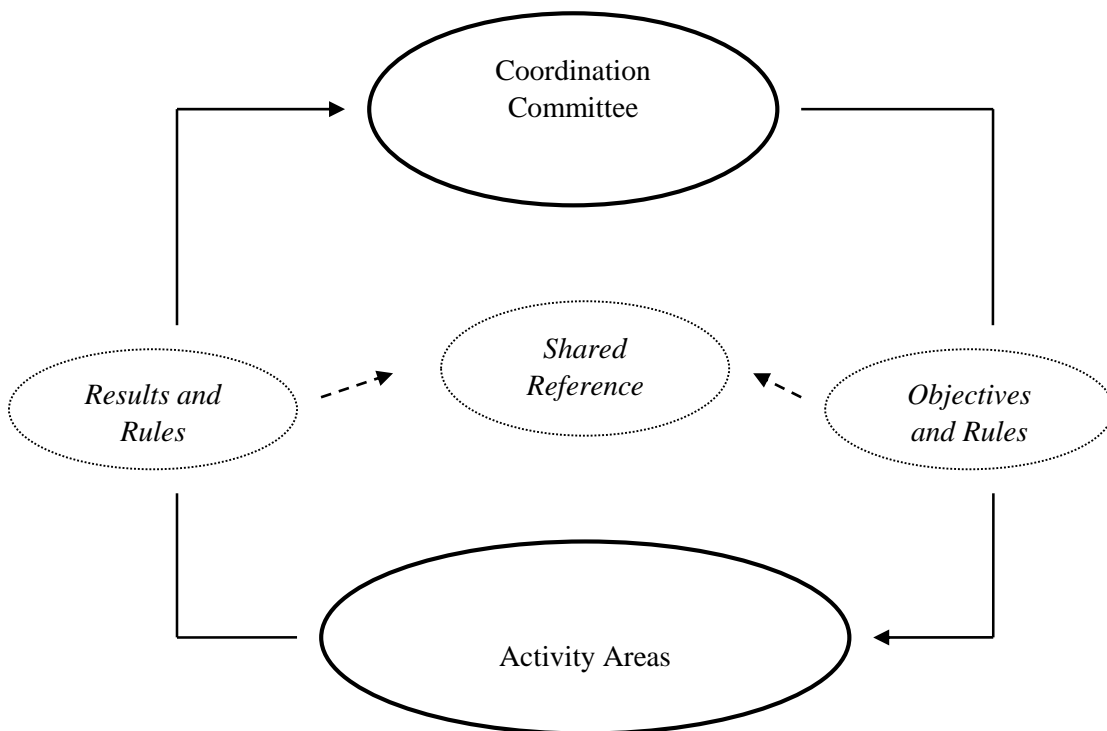 Coordination
Committee
Shared
Reference
Results and
Rules
Objectives
and Rules
Activity Areas